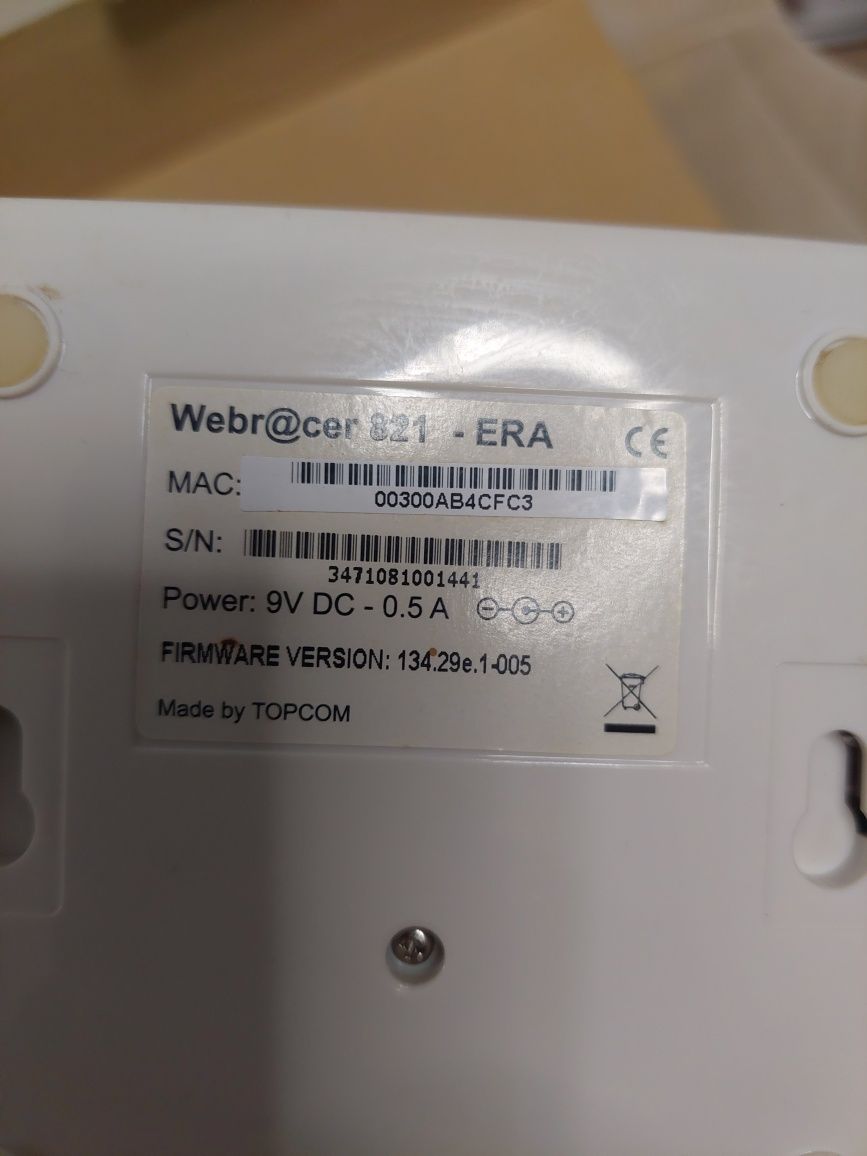 Webr@cer 821 - ERA
CE
MAC:
00300AB4CFC3
S/N:
3471081001441
Power: 9V DC - 0.5 A
FIRMWARE VERSION: 134.29e.1-005
Made by TOPCOM